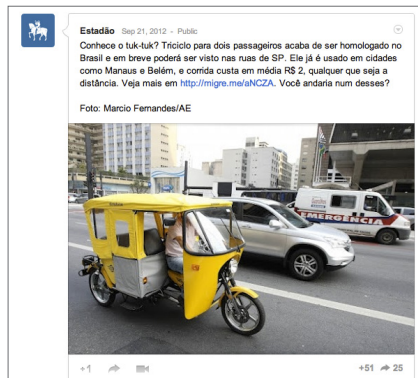 Estadão Sep 21, 2012 - Public
Conhece o tuk-tuk? Triciclo para dois passageiros acaba de ser homologado no
Brasil e em breve poderá ser visto nas ruas de SP. Ele já é usado em cidades
como Manaus e Belém, e corrida custa em média R$ 2, qualquer que seja a
distância. Veja mais em http://migre.me/aNCZA. Você andaria num desses?
Foto: Marcio Fernandes/AE
EMERGÊNCIA
+1
+51
25